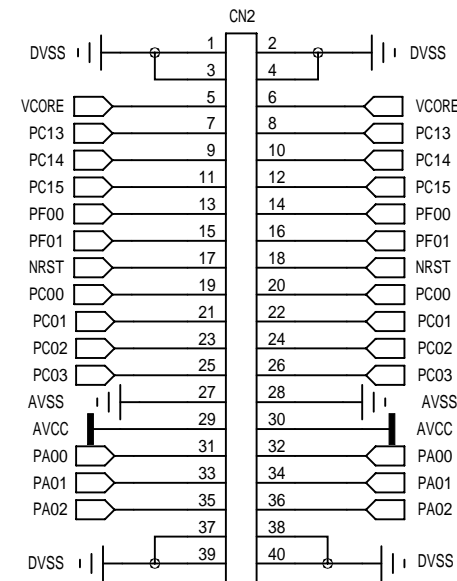 CN2
DVSS 1 2 DVSS
3 4
VCORE 5 6 VCORE
PC13 7 8 PC13
PC14 9 10 PC14
PC15 11 12 PC15
PF00 13 14 PF00
PF01 15 16 PF01
NRST 17 18 NRST
PC00 19 20 PC00
PC01 21 22 PC01
PC02 23 24 PC02
PC03 25 26 PC03
AVSS 27 28 AVSS
AVCC 29 30 AVCC
PA00 31 32 PA00
PA01 33 34 PA01
PA02 35 36 PA02
37 38
DVSS 39 40 DVSS